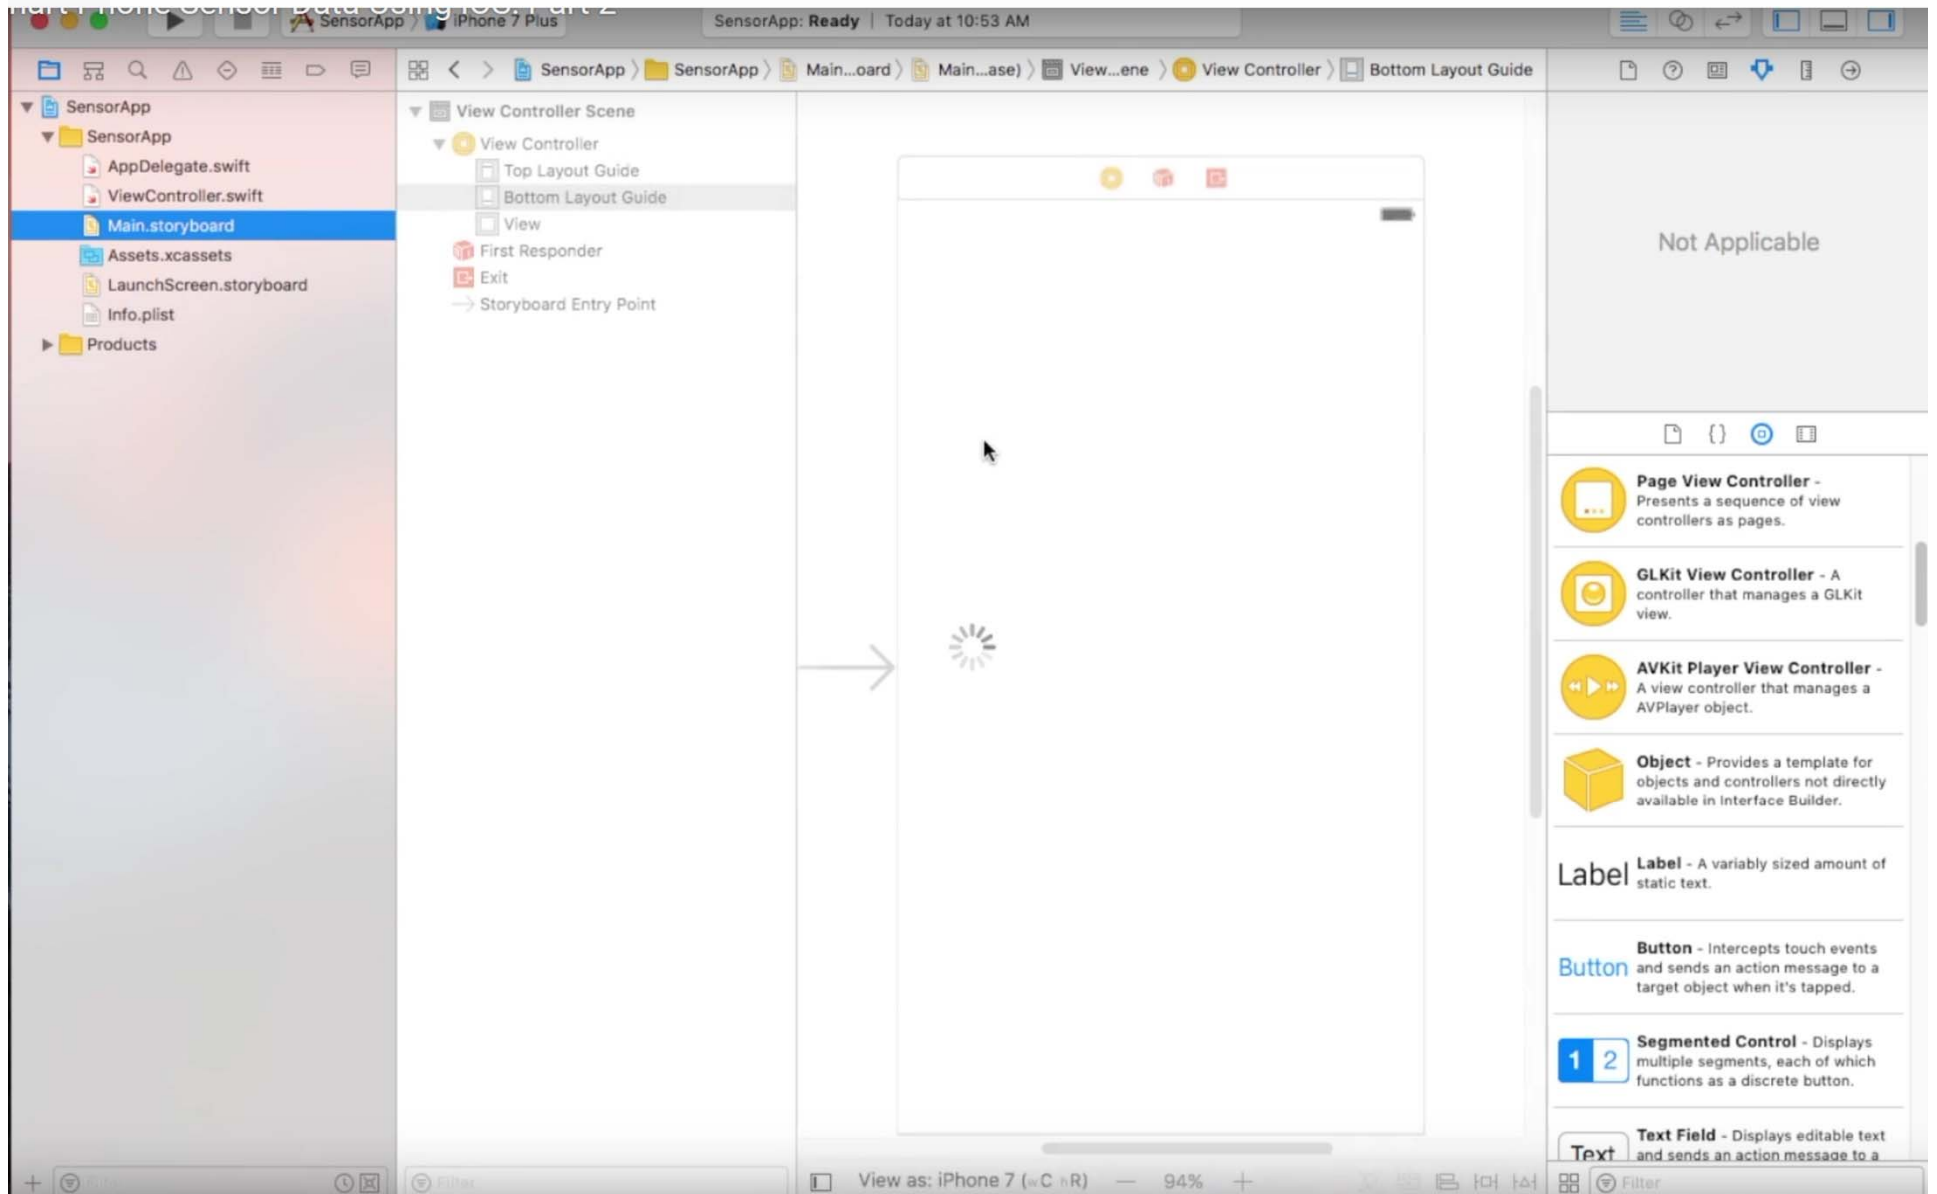 SensorApp
iPhone 7 Plus
SensorApp: Ready | Today at 10:53 AM
SensorApp
SensorApp
Main...oard
Main...ase)
View...ene
View Controller
Bottom Layout Guide
SensorApp
SensorApp
AppDelegate.swift
ViewController.swift
Main.storyboard
Assets.xcassets
LaunchScreen.storyboard
Info.plist
Products
View Controller Scene
View Controller
Top Layout Guide
Bottom Layout Guide
View
First Responder
Exit
Storyboard Entry Point
Not Applicable
Page View Controller -
Presents a sequence of view
controllers as pages.
GLKit View Controller - A
controller that manages a GLKit
view.
AVKit Player View Controller -
A view controller that manages a
AVPlayer object.
Object - Provides a template for
objects and controllers not directly
available in Interface Builder.
Label
Label - A variably sized amount of
static text.
Button
Button - Intercepts touch events
and sends an action message to a
target object when it's tapped.
1 2
Segmented Control - Displays
multiple segments, each of which
functions as a discrete button.
Text
Text Field - Displays editable text
and sends an action message to a
Filter
View as: iPhone 7 (wC hR)
94%
Filter